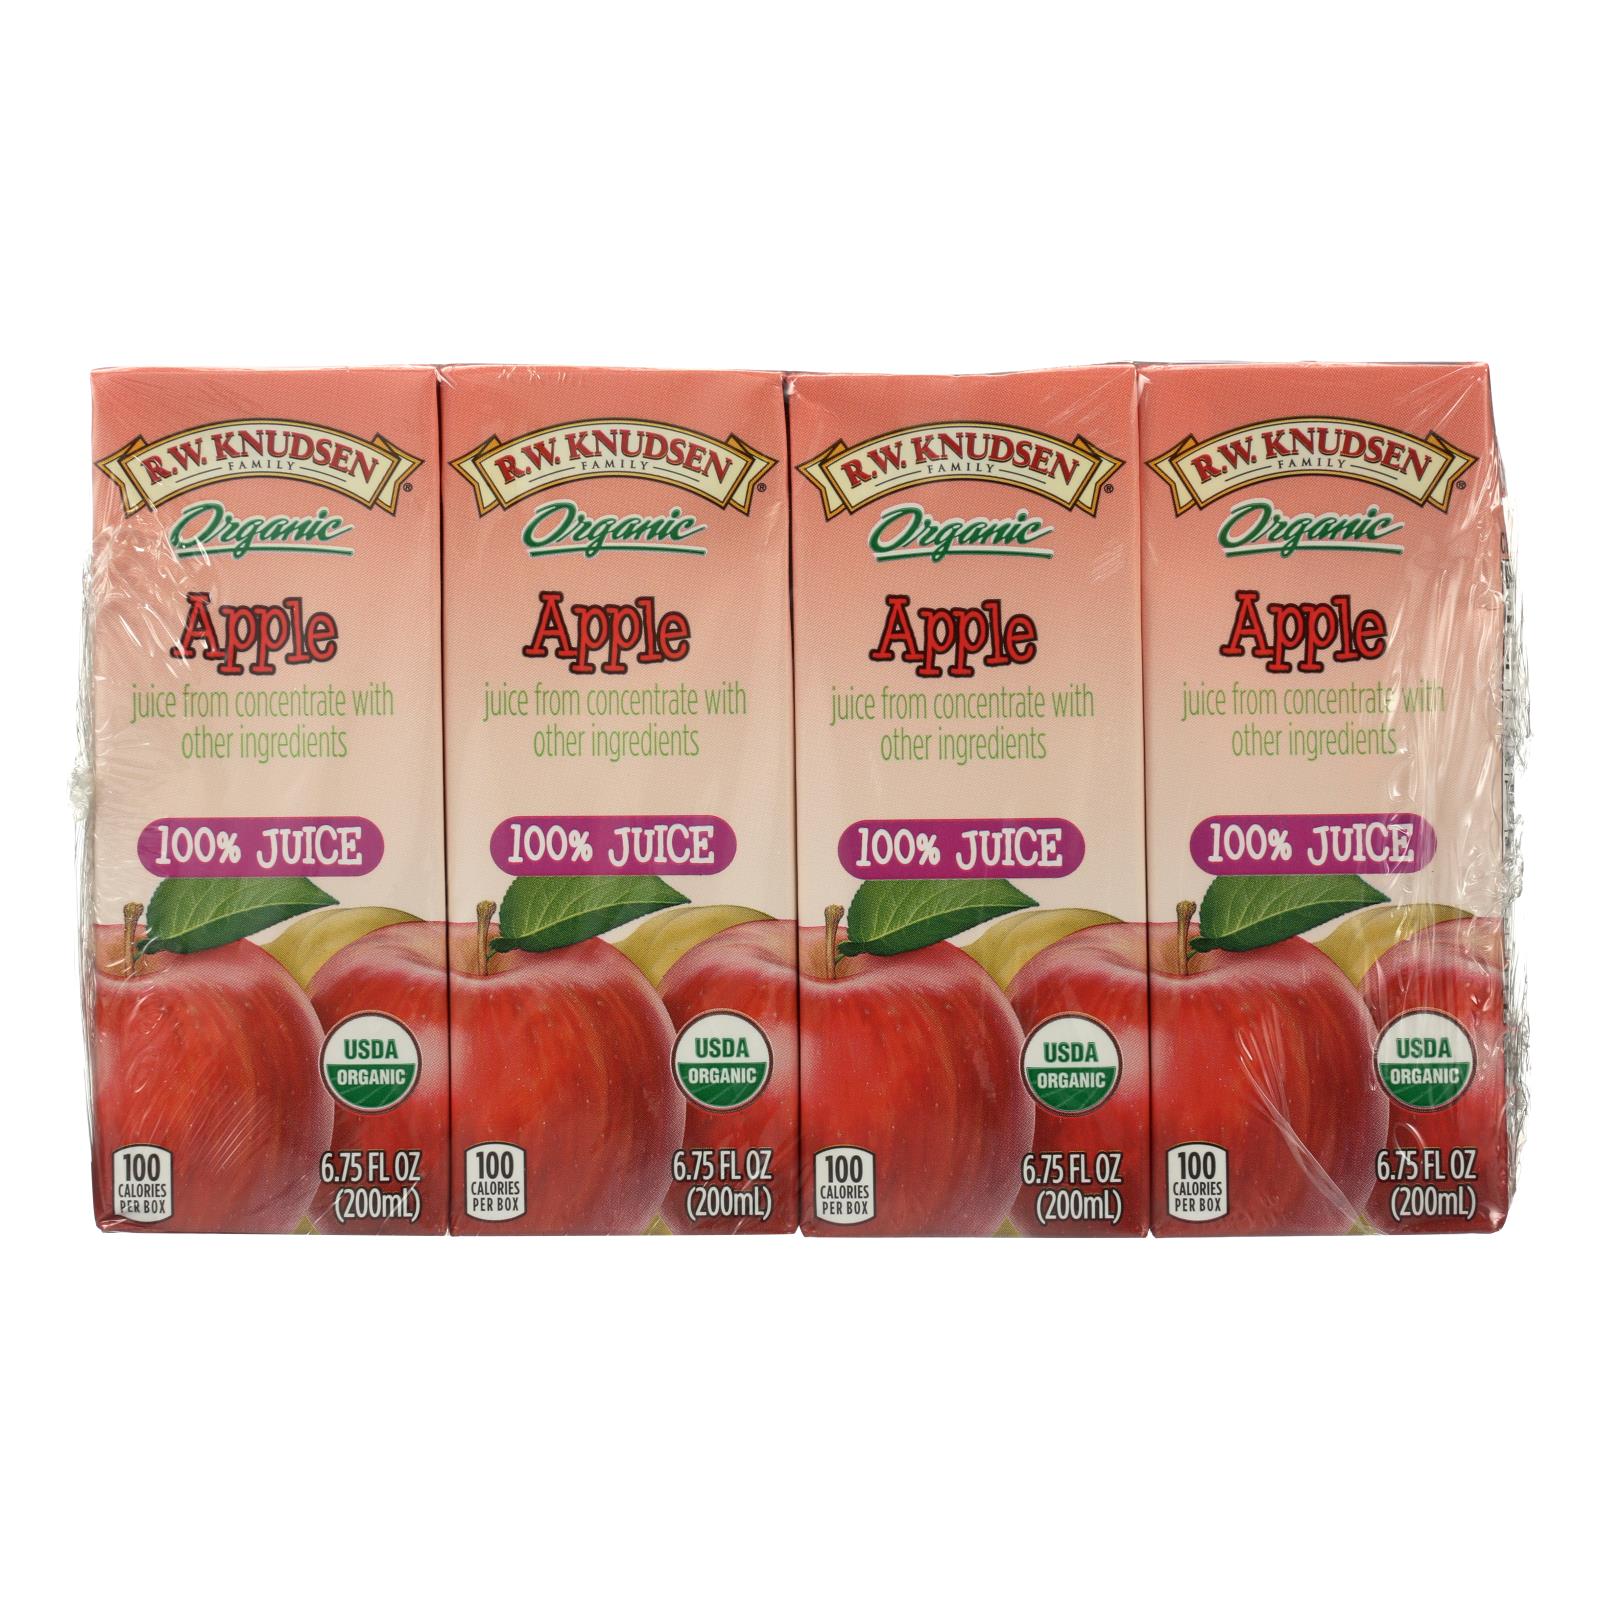 R.W. KNUDSEN
FAMILY
®
Organic
Apple
juice from concentrate with
other ingredients
100% JUICE
USDA
ORGANIC
100
CALORIES
PER BOX
6.75 FL OZ
(200mL)
R.W. KNUDSEN
FAMILY
®
Organic
Apple
juice from concentrate with
other ingredients
100% JUICE
USDA
ORGANIC
100
CALORIES
PER BOX
6.75 FL OZ
(200mL)
R.W. KNUDSEN
FAMILY
®
Organic
Apple
juice from concentrate with
other ingredients
100% JUICE
USDA
ORGANIC
100
CALORIES
PER BOX
6.75 FL OZ
(200mL)
R.W. KNUDSEN
FAMILY
®
Organic
Apple
juice from concentrate with
other ingredients
100% JUICE
USDA
ORGANIC
100
CALORIES
PER BOX
6.75 FL OZ
(200mL)